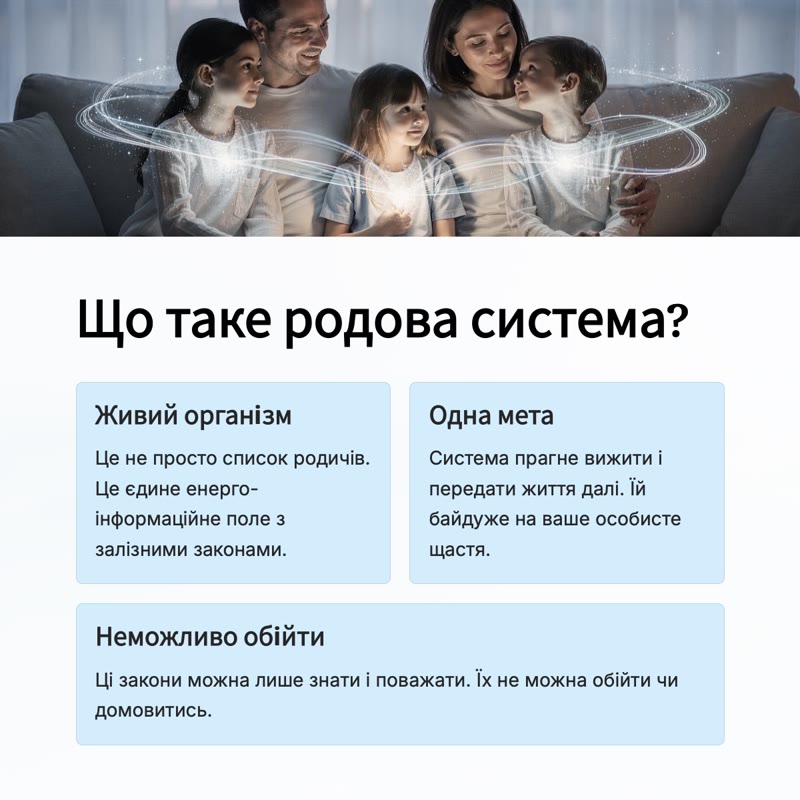 Що таке родова система?
Живий організм
Це не просто список родичів.
Це єдине енерго-
інформаційне поле з
залізними законами.
Одна мета
Система прагне вижити і
передати життя далі. Їй
байдуже на ваше особисте
щастя.
Неможливо обійти
Ці закони можна лише знати і поважати. Їх не можна обійти чи
домовитись.